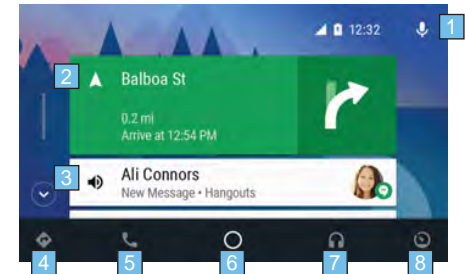 12:32
1
2
Balboa St
0.2 mi
Arrive at 12:54 PM
3
Ali Connors
New Message • Hangouts
4 5 6 7 8